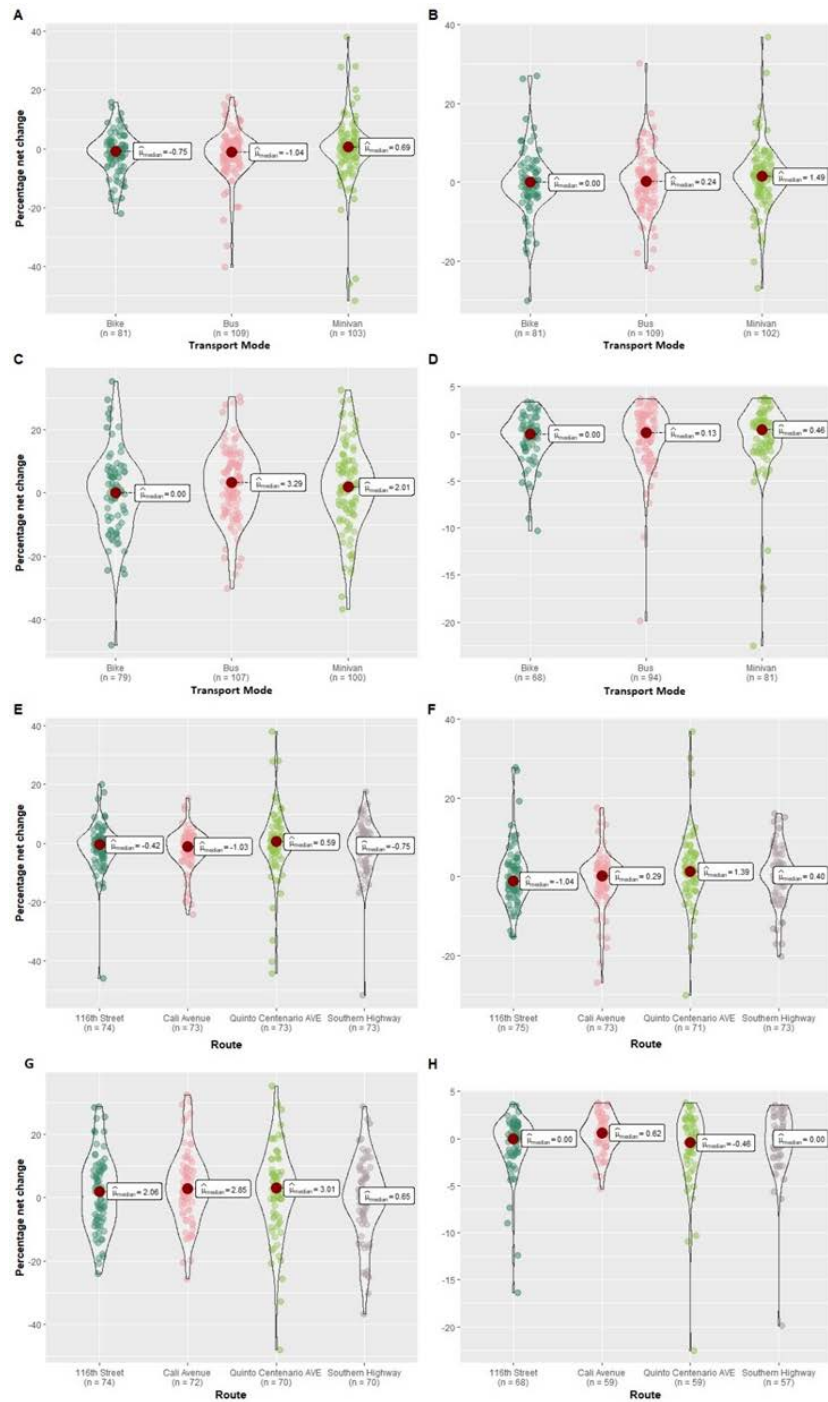 A
Percentage net change
40
20
0
-20
-40
μ̂median = -0.75
μ̂median = -1.04
μ̂median = 0.69
Bike
(n = 81)
Bus
(n = 109)
Minivan
(n = 103)
Transport Mode
B
40
20
0
-20
μ̂median = 0.00
μ̂median = 0.24
μ̂median = 1.49
Bike
(n = 81)
Bus
(n = 109)
Minivan
(n = 102)
Transport Mode
C
Percentage net change
20
0
-20
-40
μ̂median = 0.00
μ̂median = 3.29
μ̂median = 2.01
Bike
(n = 79)
Bus
(n = 107)
Minivan
(n = 100)
Transport Mode
D
5
0
-5
-10
-15
-20
μ̂median = 0.00
μ̂median = 0.13
μ̂median = 0.46
Bike
(n = 68)
Bus
(n = 94)
Minivan
(n = 81)
Transport Mode
E
Percentage net change
40
20
0
-20
-40
μ̂median = -0.42
μ̂median = -1.03
μ̂median = 0.59
μ̂median = -0.75
116th Street
(n = 74)
Cali Avenue
(n = 73)
Quinto Centenario AVE
(n = 73)
Southern Highway
(n = 73)
Route
F
40
20
0
-20
μ̂median = -1.04
μ̂median = 0.29
μ̂median = 1.39
μ̂median = 0.40
116th Street
(n = 75)
Cali Avenue
(n = 73)
Quinto Centenario AVE
(n = 71)
Southern Highway
(n = 73)
Route
G
Percentage net change
20
0
-20
-40
μ̂median = 2.06
μ̂median = 2.85
μ̂median = 3.01
μ̂median = 0.65
116th Street
(n = 74)
Cali Avenue
(n = 72)
Quinto Centenario AVE
(n = 70)
Southern Highway
(n = 70)
Route
H
5
0
-5
-10
-15
-20
μ̂median = 0.00
μ̂median = 0.62
μ̂median = -0.46
μ̂median = 0.00
116th Street
(n = 68)
Cali Avenue
(n = 59)
Quinto Centenario AVE
(n = 59)
Southern Highway
(n = 57)
Route